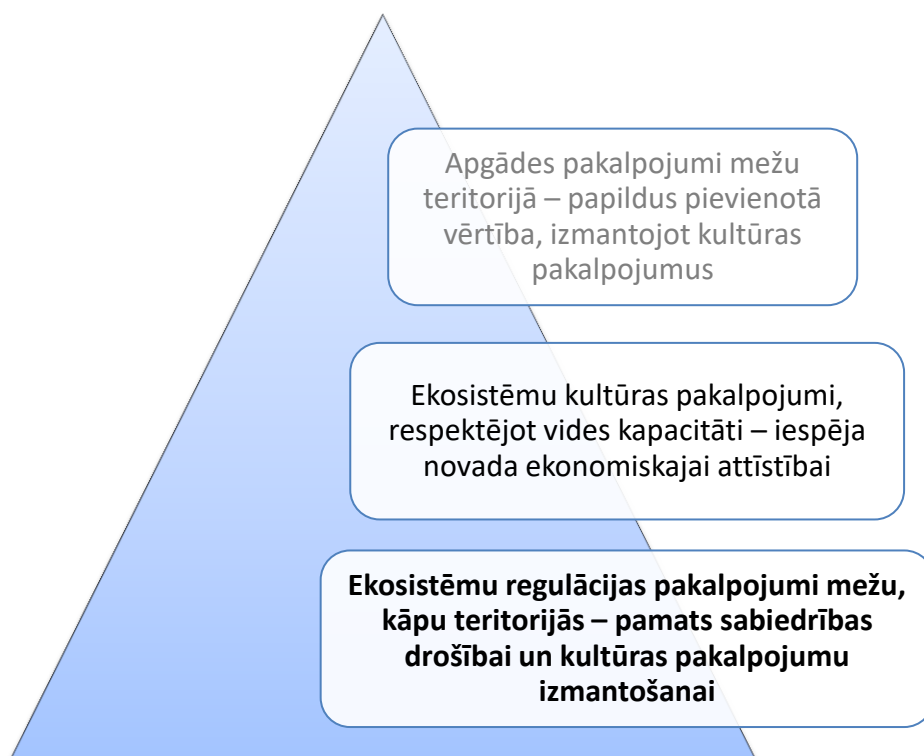 Apgādes pakalpojumi mežu
teritorijā – papildus pievienotā
vērtība, izmantojot kultūras
pakalpojumus
Ekosistēmu kultūras pakalpojumi,
respektējot vides kapacitāti – iespēja
novada ekonomiskajai attīstībai
Ekosistēmu regulācijas pakalpojumi mežu,
kāpu teritorijās – pamats sabiedrības
drošībai un kultūras pakalpojumu
izmantošanai